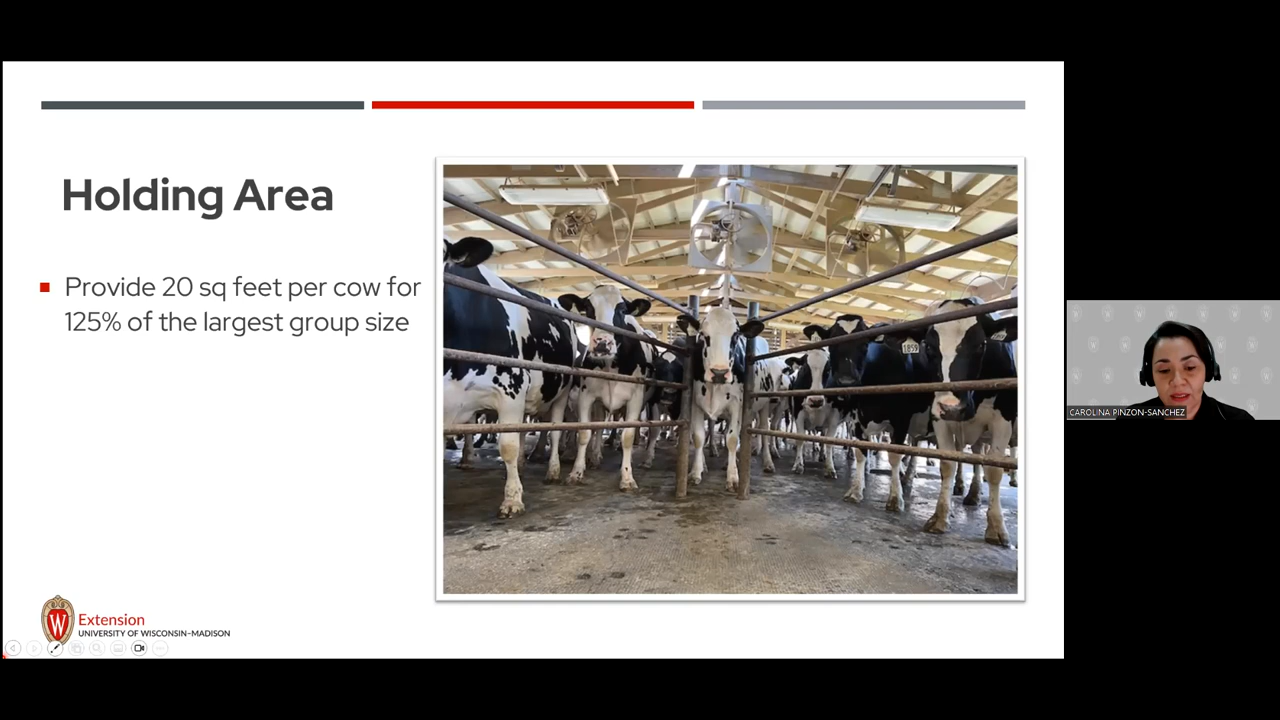 Holding Area
Provide 20 sq feet per cow for
125% of the largest group size
1859
W
Extension
UNIVERSITY OF WISCONSIN-MADISON
CAROLINA PINZON-SANCHEZ